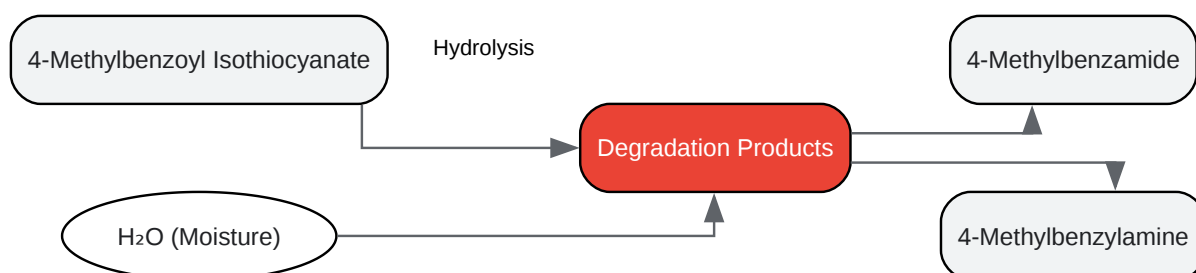 4-Methylbenzoyl Isothiocyanate
Hydrolysis
4-Methylbenzamide
Degradation Products
H₂O (Moisture)
4-Methylbenzylamine